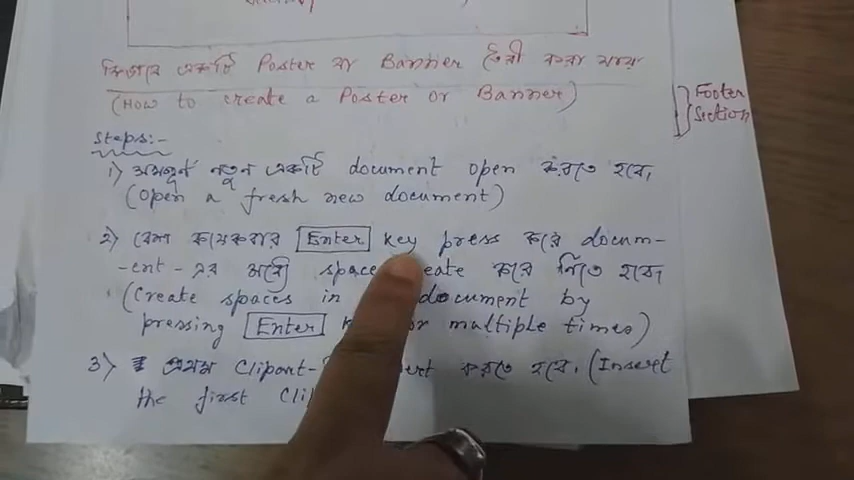 কিভাবে একটি Poster বা Banner তৈরী করা যায়
(How to create a Poster or Banner)
Footer
Section
Steps:-
1) সম্পূর্ণ নতুন একটি document open করতে হবে,
(Open a fresh new document)
2) বেশ কয়েকবার Enter key press করে docum-
-ent-এর মধ্যে space create করে নিতে হবে,
(Create spaces in document by
pressing Enter for multiple times)
3) প্রথম Clipart- করতে হবে. (Insert
the first